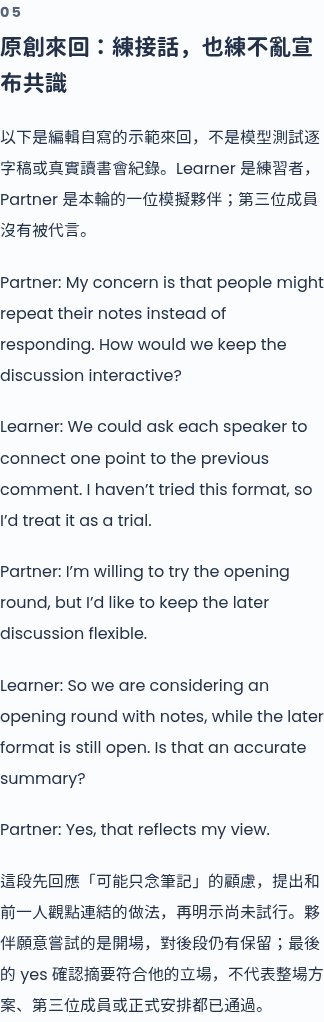 05
原創來回：練接話，也練不亂宣
布共識
以下是編輯自寫的示範來回，不是模型測試逐
字稿或真實讀書會紀錄。Learner 是練習者，
Partner 是本輪的一位模擬夥伴；第三位成員
沒有被代言。
Partner: My concern is that people might
repeat their notes instead of
responding. How would we keep the
discussion interactive?
Learner: We could ask each speaker to
connect one point to the previous
comment. I haven’t tried this format, so
I’d treat it as a trial.
Partner: I’m willing to try the opening
round, but I’d like to keep the later
discussion flexible.
Learner: So we are considering an
opening round with notes, while the later
format is still open. Is that an accurate
summary?
Partner: Yes, that reflects my view.
這段先回應「可能只念筆記」的顧慮，提出和
前一人觀點連結的做法，再明示尚未試行。夥
伴願意嘗試的是開場，對後段仍有保留；最後
的 yes 確認摘要符合他的立場，不代表整場方
案、第三位成員或正式安排都已通過。